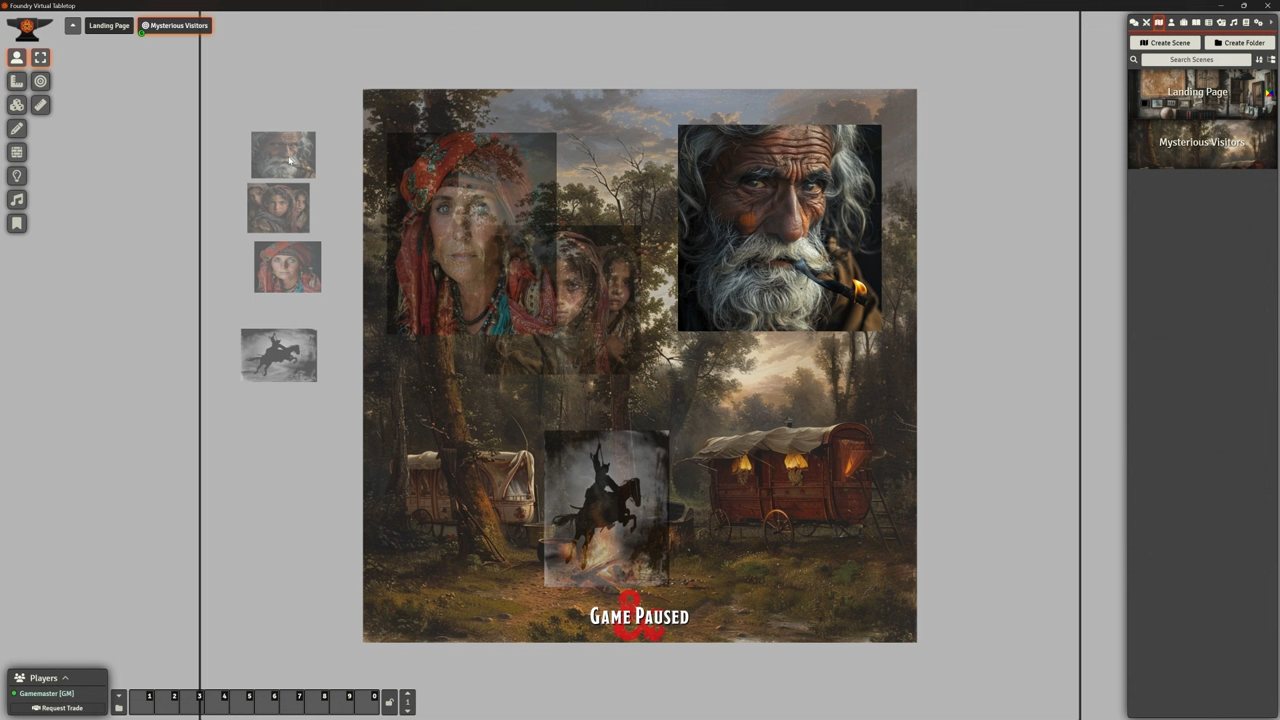 Foundry Virtual Tabletop
Landing Page
Mysterious Visitors
Create Scene
Create Folder
Search Scenes
Landing Page
Mysterious Visitors
&
Game Paused
Players
Gamemaster [GM]
Request Trade
1 2 3 4 5 6 7 8 9 0
1